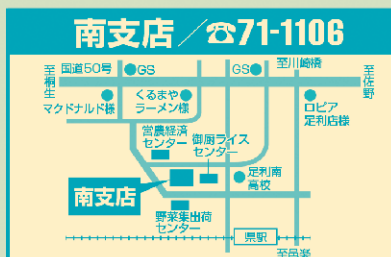 南支店／☎71-1106
至川崎橋
至桐生
国道50号
GS
GS
至佐野
マクドナルド様
くるまや
ラーメン様
ロピア
足利店様
営農経済
センター
御厨ライス
センター
足利南
高校
南支店
野菜集出荷
センター
県駅
至邑楽